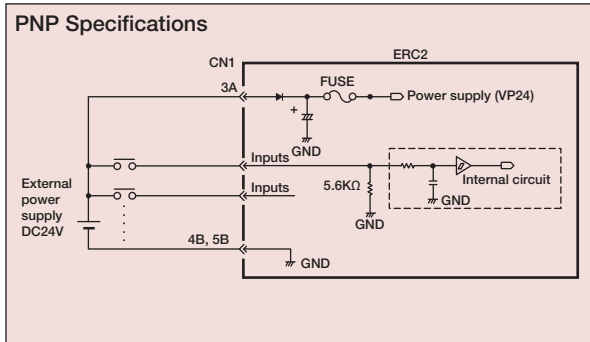 PNP Specifications
ERC2
CN1
3A
FUSE
Power supply (VP24)
+
GND
Inputs
Inputs
5.6KΩ
Internal circuit
GND
GND
External
power
supply
DC24V
4B, 5B
GND